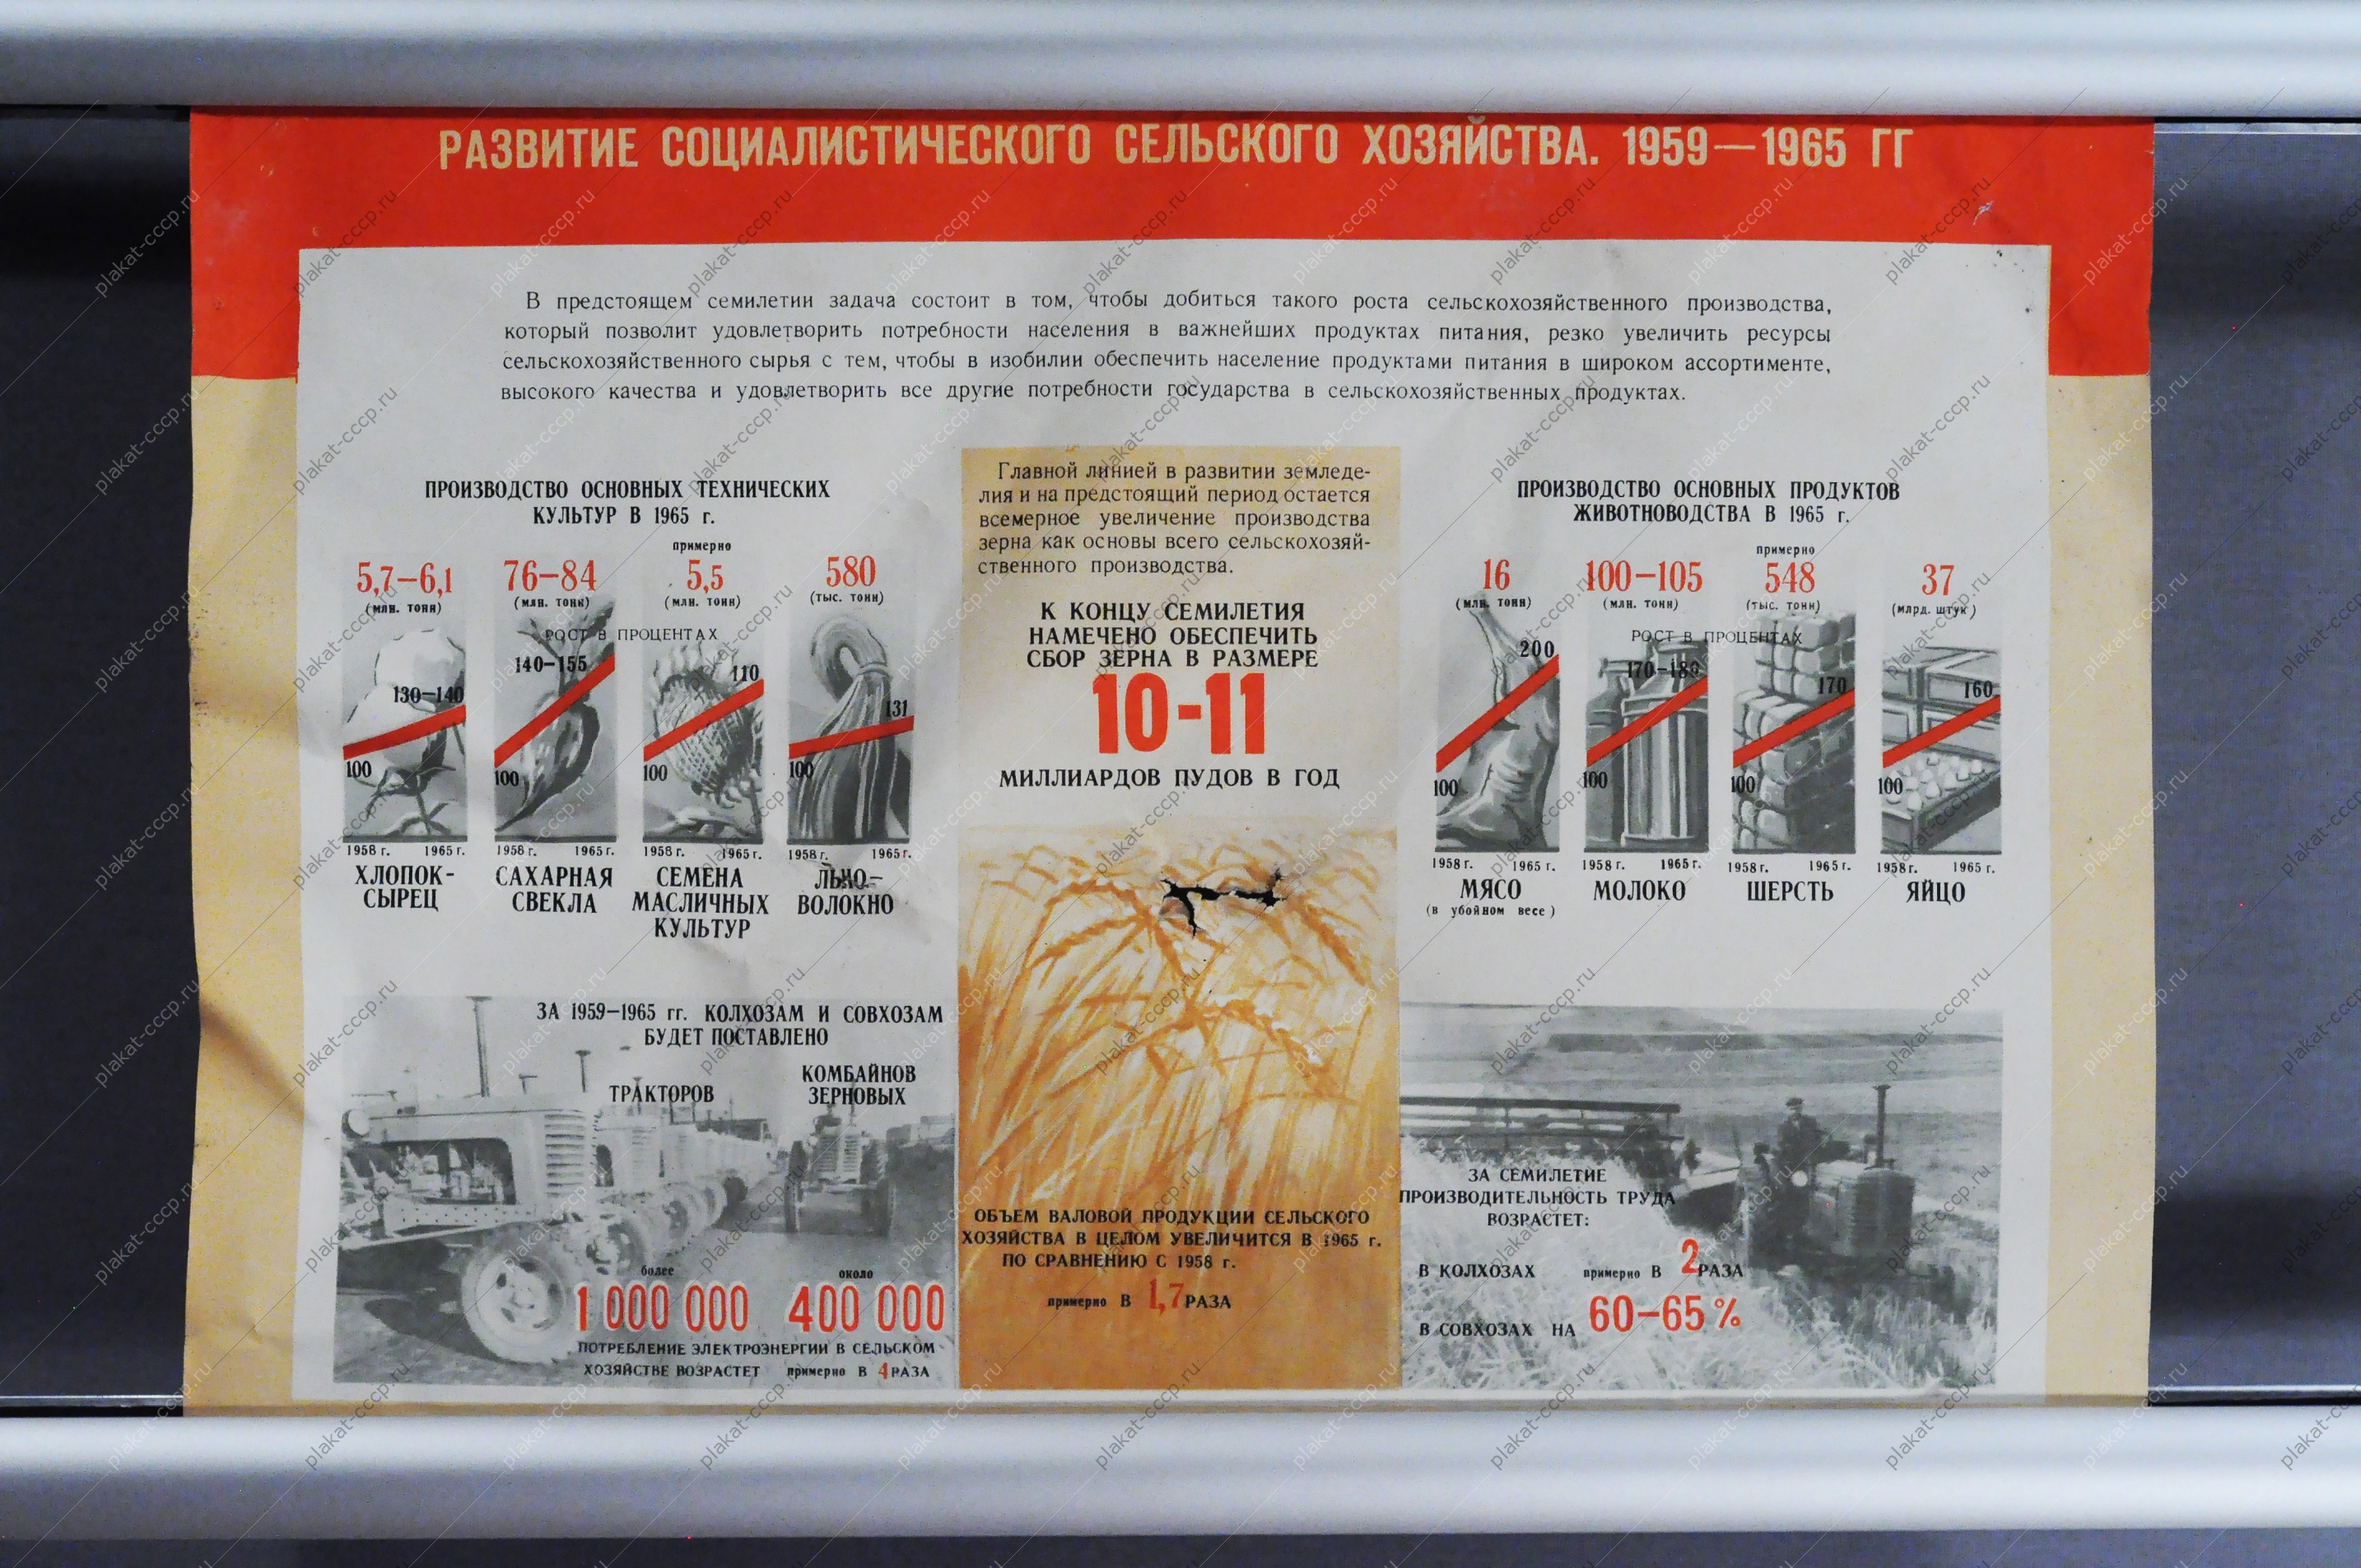 РАЗВИТИЕ СОЦИАЛИСТИЧЕСКОГО СЕЛЬСКОГО ХОЗЯЙСТВА. 1959—1965 ГГ
В предстоящем семилетии задача состоит в том, чтобы добиться такого роста сельскохозяйственного производства,
который позволит удовлетворить потребности населения в важнейших продуктах питания, резко увеличить ресурсы
сельскохозяйственного сырья с тем, чтобы в изобилии обеспечить население продуктами питания в широком ассортименте,
высокого качества и удовлетворить все другие потребности государства в сельскохозяйственных продуктах.
ПРОИЗВОДСТВО ОСНОВНЫХ ТЕХНИЧЕСКИХ
КУЛЬТУР В 1965 г.
примерно
5,7—6,1 76—84 5,5 580
(млн. тонн) (млн. тонн) (млн. тонн) (тыс. тонн)
РОСТ В ПРОЦЕНТАХ
130—140 140—155 110 131
100 100 100 100
1958 г. 1965 г. 1958 г. 1965 г. 1958 г. 1965 г. 1958 г. 1965 г.
ХЛОПОК-
СЫРЕЦ
САХАРНАЯ
СВЕКЛА
СЕМЕНА
МАСЛИЧНЫХ
КУЛЬТУР
ЛЬНО-
ВОЛОКНО
Главной линией в развитии земледе-
лия и на предстоящий период остается
всемерное увеличение производства
зерна как основы всего сельскохозяй-
ственного производства.
К КОНЦУ СЕМИЛЕТИЯ
НАМЕЧЕНО ОБЕСПЕЧИТЬ
СБОР ЗЕРНА В РАЗМЕРЕ
10-11
МИЛЛИАРДОВ ПУДОВ В ГОД
ПРОИЗВОДСТВО ОСНОВНЫХ ПРОДУКТОВ
ЖИВОТНОВОДСТВА В 1965 г.
примерно
16 100—105 548 37
(млн. тонн) (млн. тонн) (тыс. тонн) (млрд. штук)
РОСТ В ПРОЦЕНТАХ
200 170—180 170 160
100 100 100 100
1958 г. 1965 г. 1958 г. 1965 г. 1958 г. 1965 г. 1958 г. 1965 г.
МЯСО
(в убойном весе)
МОЛОКО
ШЕРСТЬ
ЯЙЦО
ЗА 1959—1965 гг. КОЛХОЗАМ И СОВХОЗАМ
БУДЕТ ПОСТАВЛЕНО
ТРАКТОРОВ
КОМБАЙНОВ
ЗЕРНОВЫХ
более
1 000 000
около
400 000
ПОТРЕБЛЕНИЕ ЭЛЕКТРОЭНЕРГИИ В СЕЛЬСКОМ
ХОЗЯЙСТВЕ ВОЗРАСТЕТ примерно В 4 РАЗА
ОБЪЕМ ВАЛОВОЙ ПРОДУКЦИИ СЕЛЬСКОГО
ХОЗЯЙСТВА В ЦЕЛОМ УВЕЛИЧИТСЯ В 1965 г.
ПО СРАВНЕНИЮ С 1958 г.
примерно В 1,7 РАЗА
ЗА СЕМИЛЕТИЕ
ПРОИЗВОДИТЕЛЬНОСТЬ ТРУДА
ВОЗРАСТЕТ:
В КОЛХОЗАХ примерно В 2 РАЗА
В СОВХОЗАХ НА 60—65 %
plakat-cccp.ru